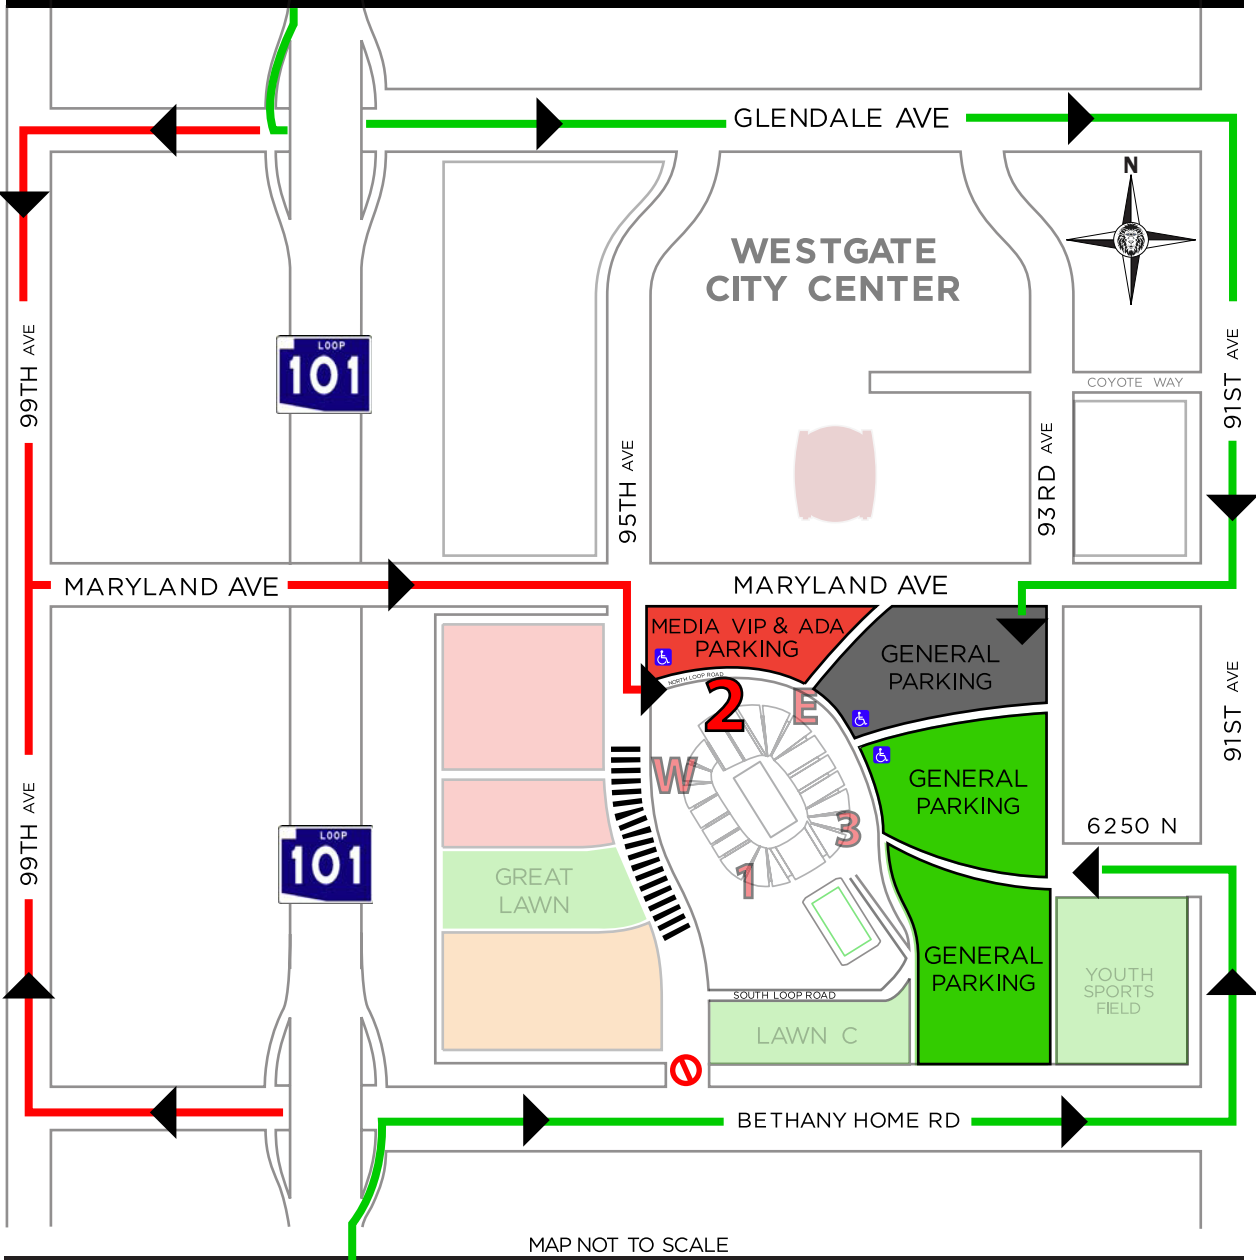 GLENDALE AVE
N
WESTGATE
CITY CENTER
LOOP
101
99TH AVE
91ST AVE
COYOTE WAY
95TH AVE
93RD AVE
MARYLAND AVE
MARYLAND AVE
MEDIA VIP & ADA
PARKING
GENERAL
PARKING
NORTH LOOP ROAD
2
E
W
91ST AVE
GENERAL
PARKING
3
6250 N
99TH AVE
LOOP
101
1
GREAT
LAWN
GENERAL
PARKING
YOUTH
SPORTS
FIELD
SOUTH LOOP ROAD
LAWN C
BETHANY HOME RD
MAP NOT TO SCALE